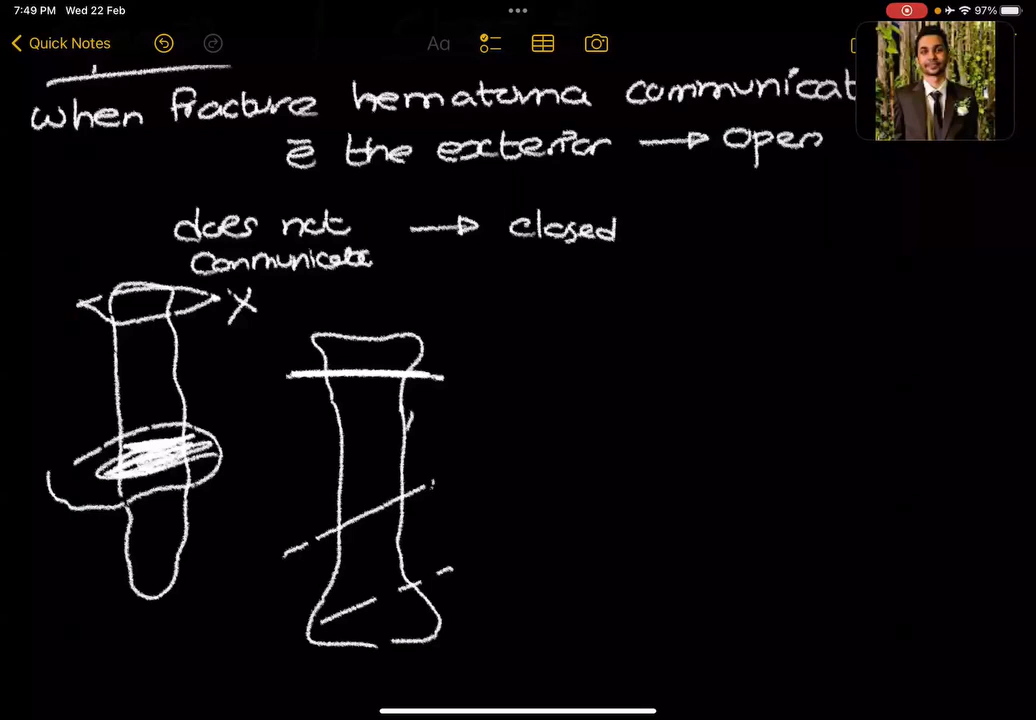 7:49 PM Wed 22 Feb
97%
Quick Notes
Aa
when fracture hematoma communicat
c̄ the exterior → open
does not → closed
communicate
X